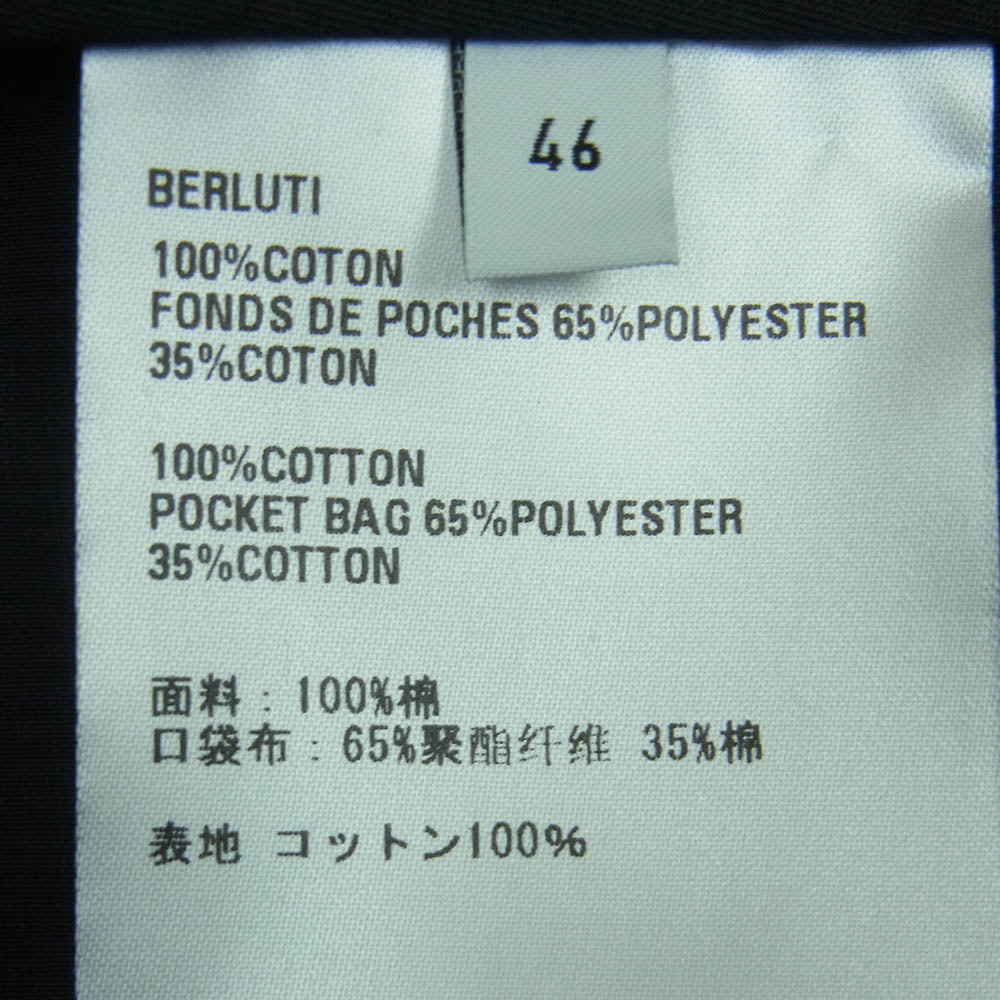 46
BERLUTI
100%COTON
FONDS DE POCHES 65%POLYESTER
35%COTON
100%COTTON
POCKET BAG 65%POLYESTER
35%COTTON
面料：100%棉
口袋布：65%聚酯纤维 35%棉
表地 コットン100%